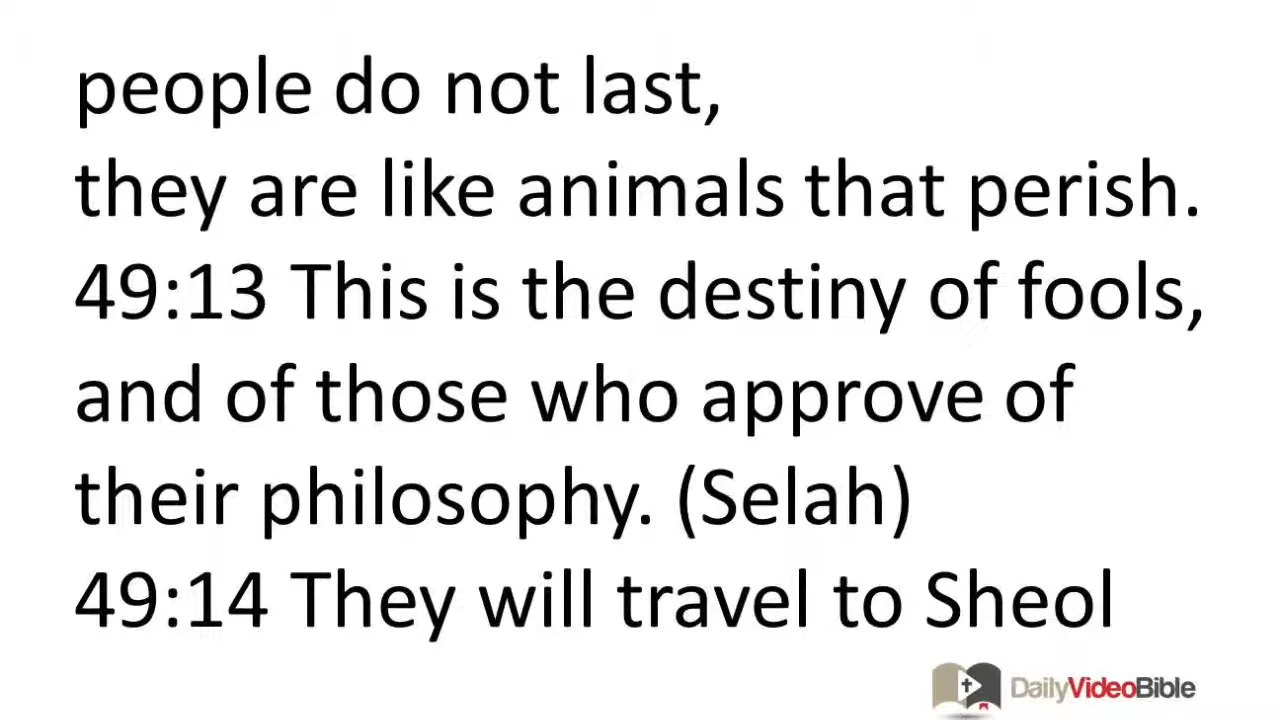 people do not last,
they are like animals that perish.
49:13 This is the destiny of fools,
and of those who approve of
their philosophy. (Selah)
49:14 They will travel to Sheol
DailyVideoBible